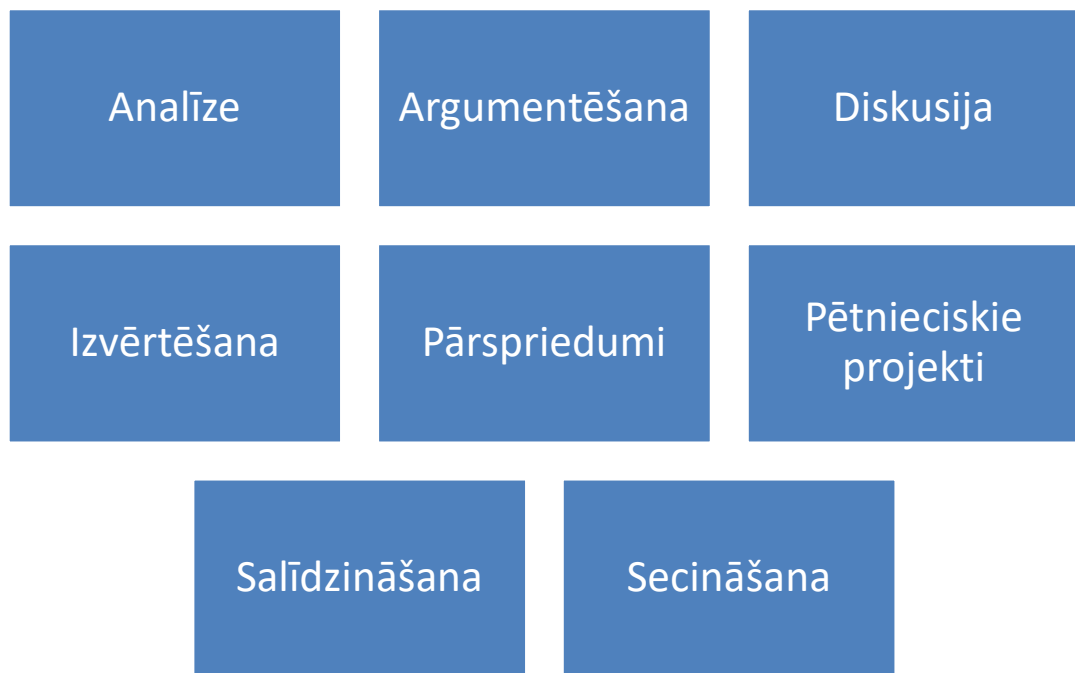 Analīze
Argumentēšana
Diskusija
Izvērtēšana
Pārspriedumi
Pētnieciskie
projekti
Salīdzināšana
Secināšana